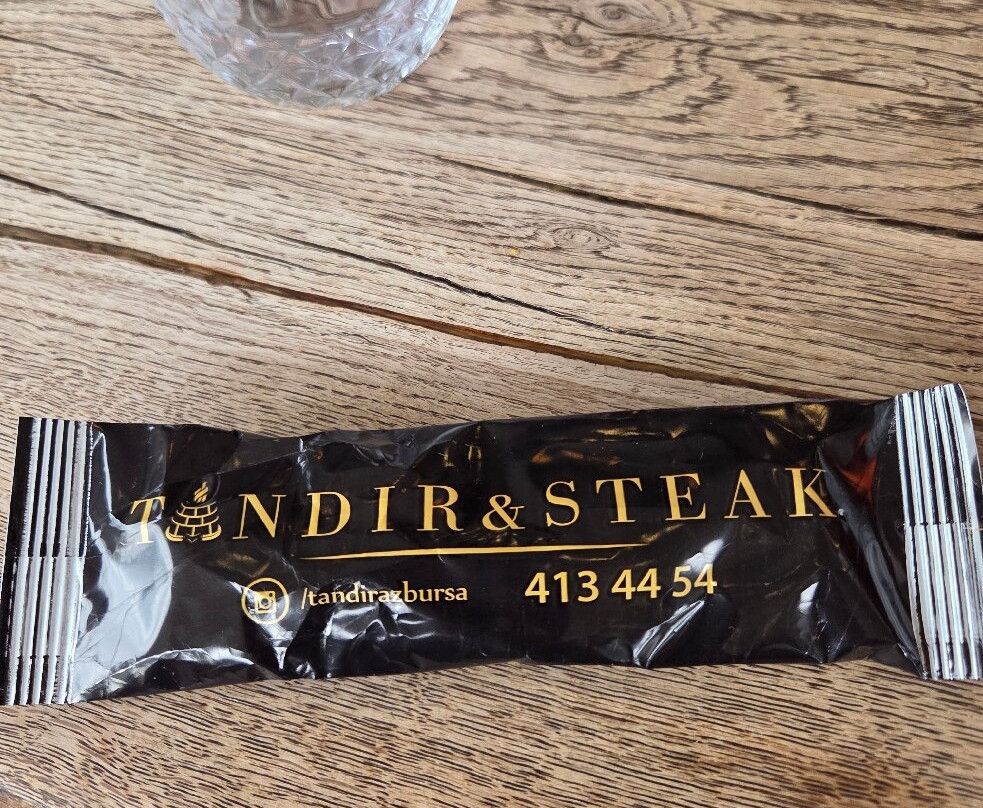 TANDIR & STEAK
/tandirazbursa 413 44 54